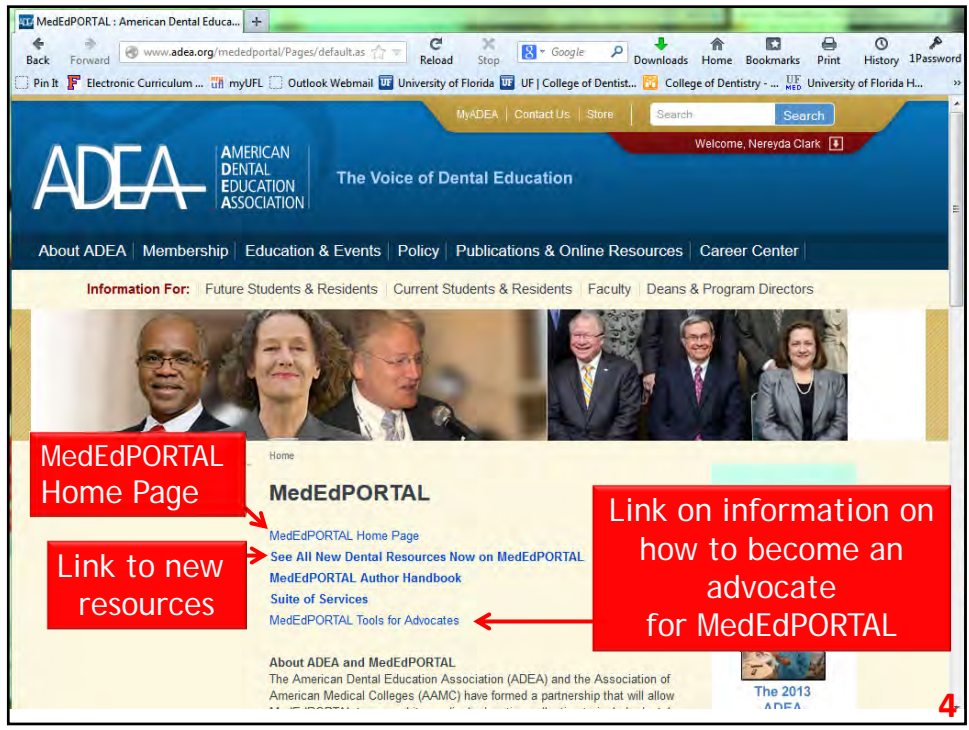 MedEdPORTAL : American Dental Educa...
Back Forward www.adea.org/mededportal/Pages/default.as Reload Stop Google Downloads Home Bookmarks Print History 1Password
Pin It Electronic Curriculum ... myUFL Outlook Webmail University of Florida UF | College of Dentist... College of Dentistry - ... University of Florida H... »
MyADEA | Contact Us | Store Search Search
Welcome, Nereyda Clark
ADEA
AMERICAN
DENTAL
EDUCATION
ASSOCIATION
The Voice of Dental Education
About ADEA | Membership | Education & Events | Policy | Publications & Online Resources | Career Center
Information For: Future Students & Residents Current Students & Residents Faculty Deans & Program Directors
MedEdPORTAL
Home Page
Home
MedEdPORTAL
MedEdPORTAL Home Page
See All New Dental Resources Now on MedEdPORTAL
MedEdPORTAL Author Handbook
Suite of Services
MedEdPORTAL Tools for Advocates
Link to new
resources
Link on information on
how to become an
advocate
for MedEdPORTAL
About ADEA and MedEdPORTAL
The American Dental Education Association (ADEA) and the Association of
American Medical Colleges (AAMC) have formed a partnership that will allow
The 2013
ADEA
4